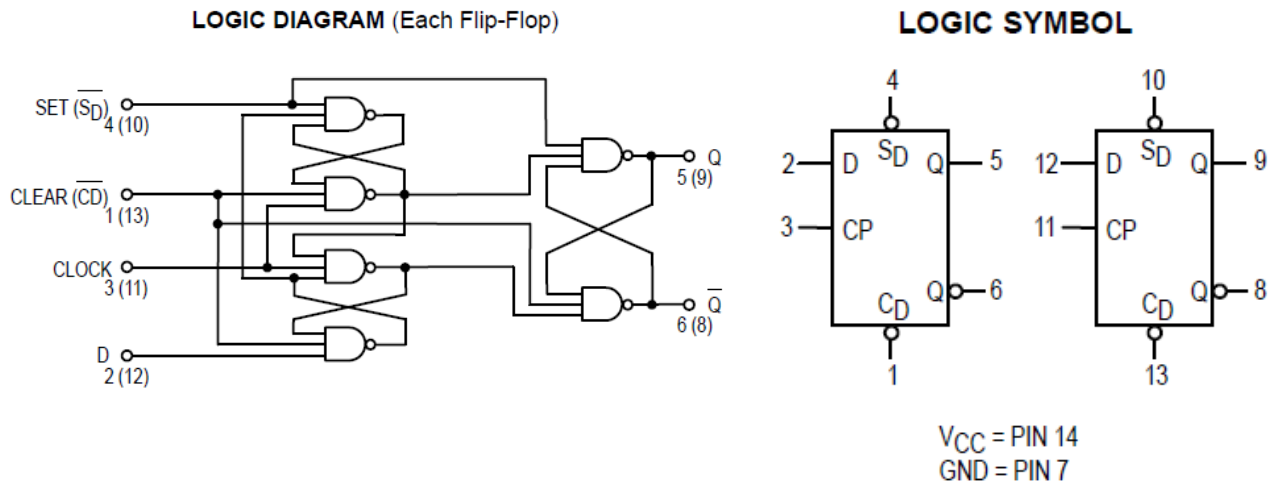 LOGIC DIAGRAM (Each Flip-Flop)
SET (S̅D̅)
4 (10)
CLEAR (C̅D̅)
1 (13)
CLOCK
3 (11)
D
2 (12)
Q
5 (9)
Q̅
6 (8)
LOGIC SYMBOL
4
2
D
SD
Q
5
3
CP
Q
6
CD
1
10
12
D
SD
Q
9
11
CP
Q
8
CD
13
VCC = PIN 14
GND = PIN 7